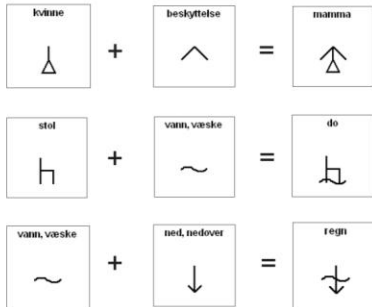 kvinne + beskyttelse = mamma
stol + vann, væske = do
vann, væske + ned, nedover = regn